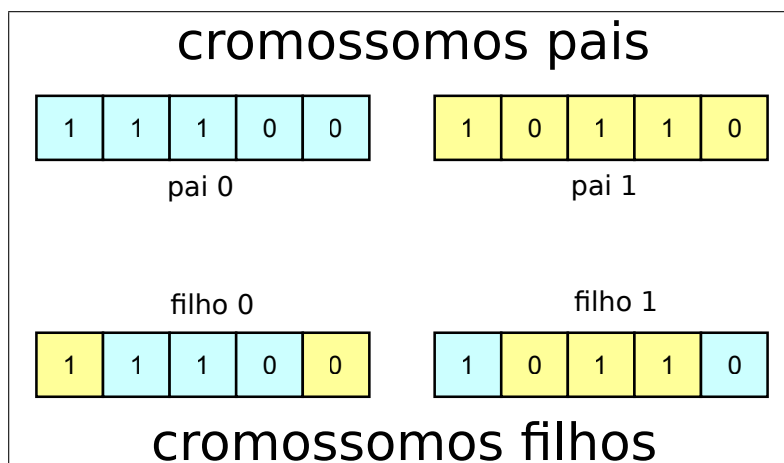 cromossomos pais
1 1 1 0 0 1 0 1 1 0
pai 0 pai 1
filho 0 filho 1
1 1 1 0 0 1 0 1 1 0
cromossomos filhos